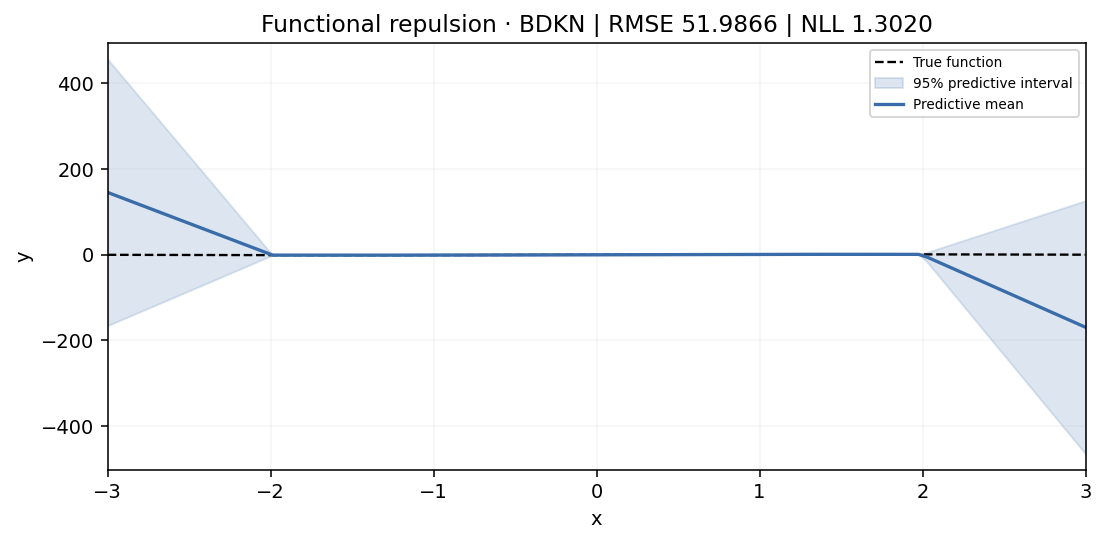 Functional repulsion · BDKN | RMSE 51.9866 | NLL 1.3020
True function
95% predictive interval
Predictive mean
400
200
0
−200
−400
y
−3 −2 −1 0 1 2 3
x